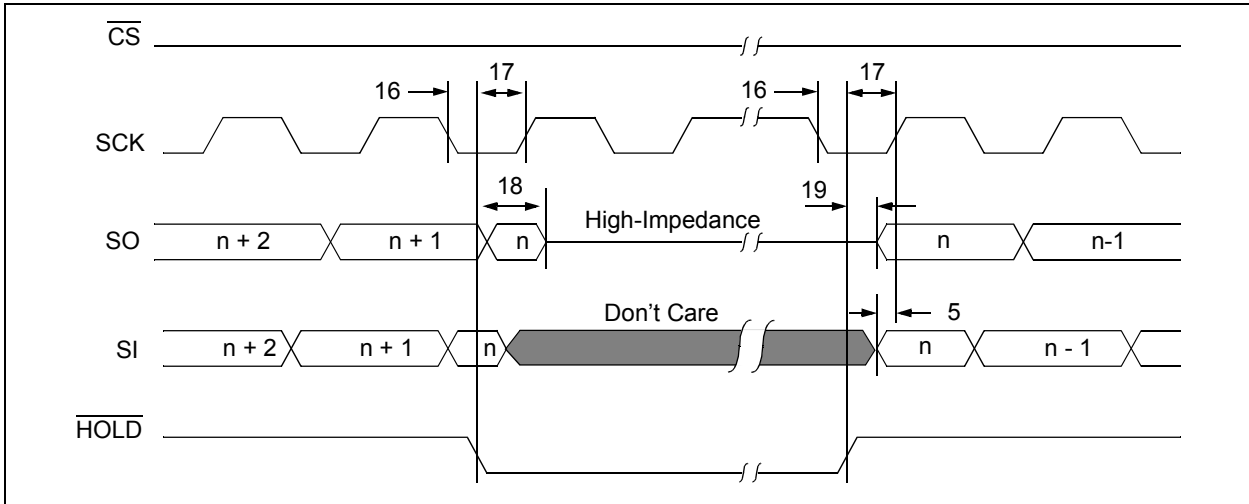 CS
16 17 16 17
SCK
18 19
High-Impedance
SO n + 2 n + 1 n n n-1
Don't Care 5
SI n + 2 n + 1 n n n - 1
HOLD